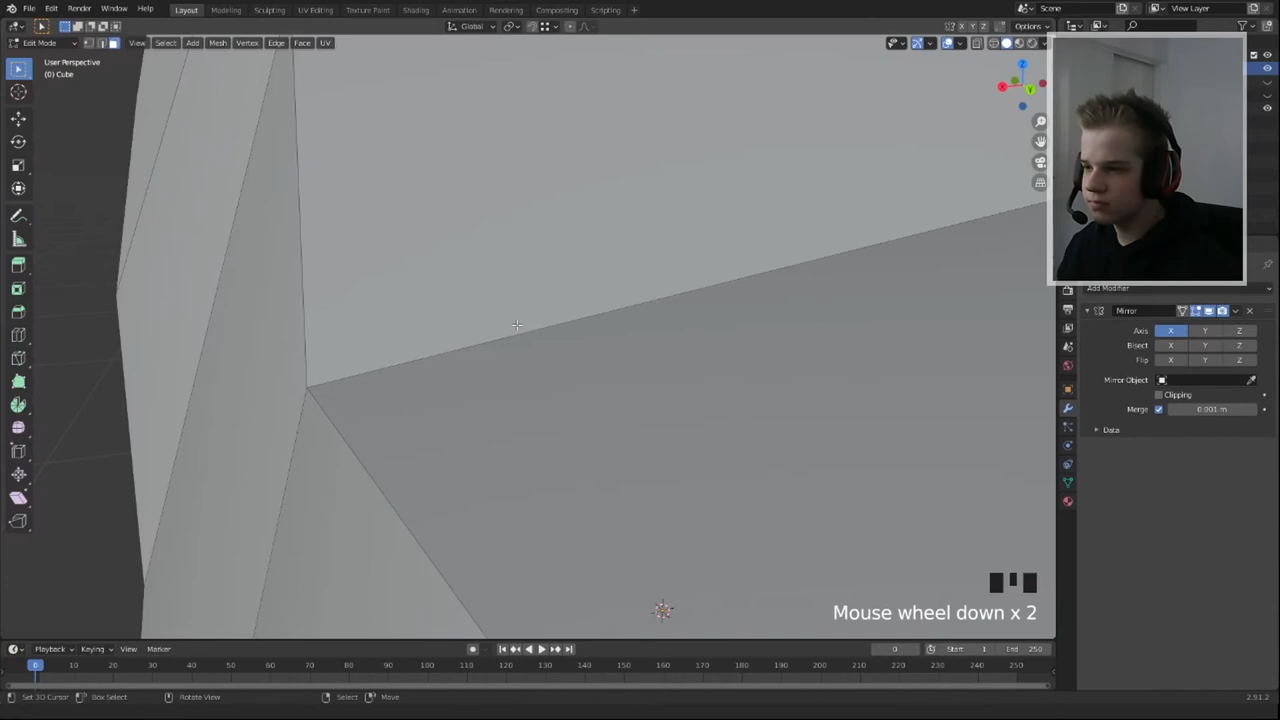 File Edit Render Window Help Layout Modeling Sculpting UV Editing Texture Paint Shading Animation Rendering Compositing Scripting + Scene View Layer
Global Options
Edit Mode View Select Add Mesh Vertex Edge Face UV
User Perspective
(0) Cube
Z
X
Y
Add Modifier
Mirror
Axis X Y Z
Bisect X Y Z
Flip X Y Z
Mirror Object
Clipping
Merge 0.001 m
Data
Mouse wheel down x 2
Playback Keying View Marker 0 Start 1 End 250
0 10 20 30 40 50 60 70 80 90 100 110 120 130 140 150 160 170 180 190 200 210 220 230 240 250
Set 3D Cursor Box Select Rotate View Select Move 2.91.2